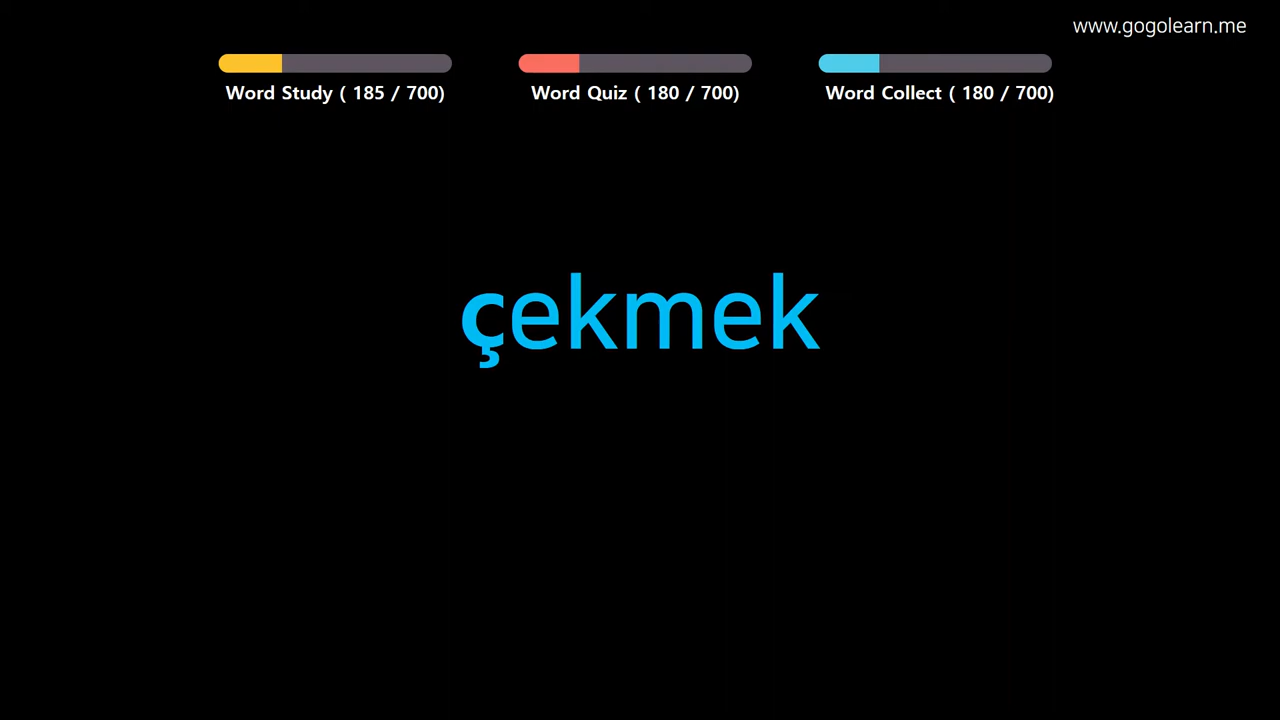 www.gogolearn.me
Word Study ( 185 / 700)
Word Quiz ( 180 / 700)
Word Collect ( 180 / 700)
çekmek